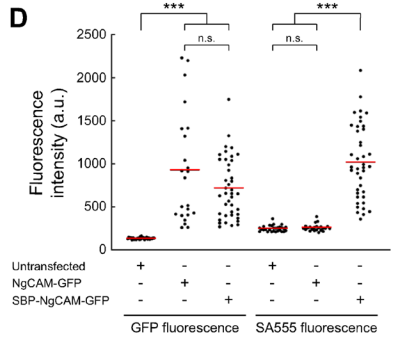 D
*** ***
n.s. n.s.
2500
2000
1500
1000
500
0
Fluorescence
intensity (a.u.)
Untransfected + - - + - -
NgCAM-GFP - + - - + -
SBP-NgCAM-GFP - - + - - +
GFP fluorescence SA555 fluorescence